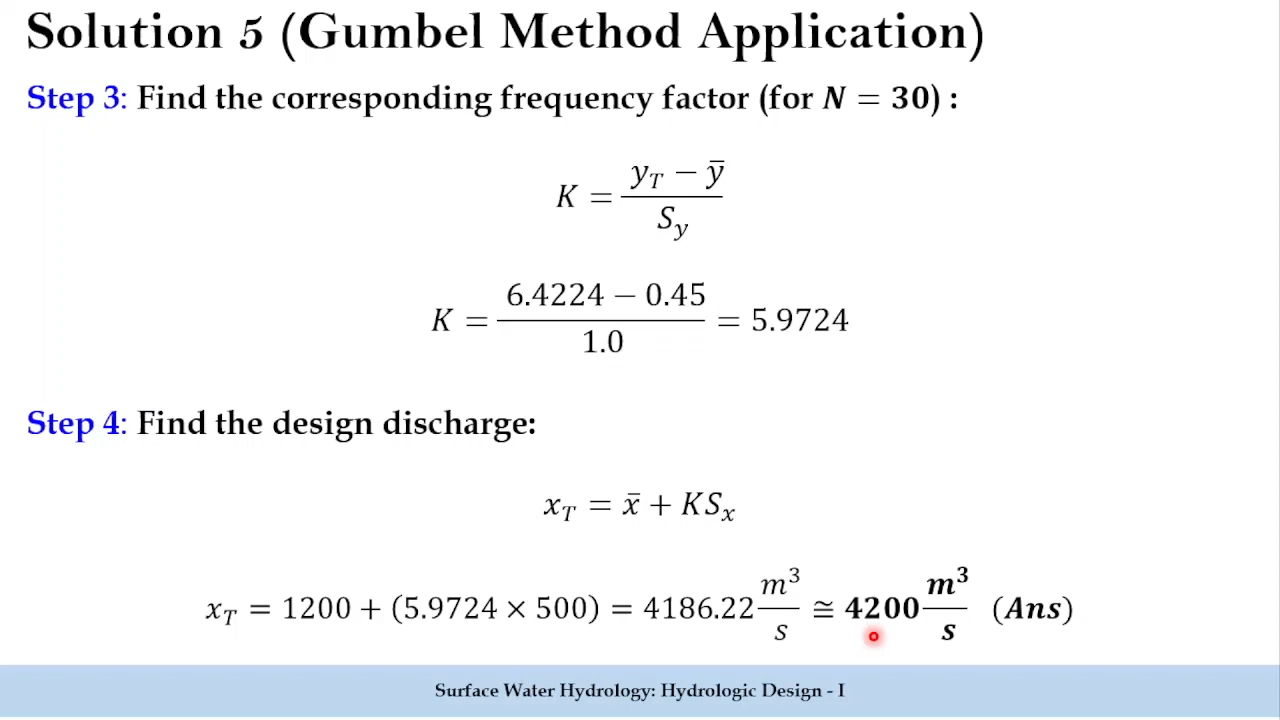 Solution 5 (Gumbel Method Application)
Step 3: Find the corresponding frequency factor (for N = 30) :
K = (y_T − ȳ) / S_y
K = (6.4224 − 0.45) / 1.0 = 5.9724
Step 4: Find the design discharge:
x_T = x̄ + KS_x
x_T = 1200 + (5.9724 × 500) = 4186.22 m³/s ≅ 4200 m³/s (Ans)
Surface Water Hydrology: Hydrologic Design - I